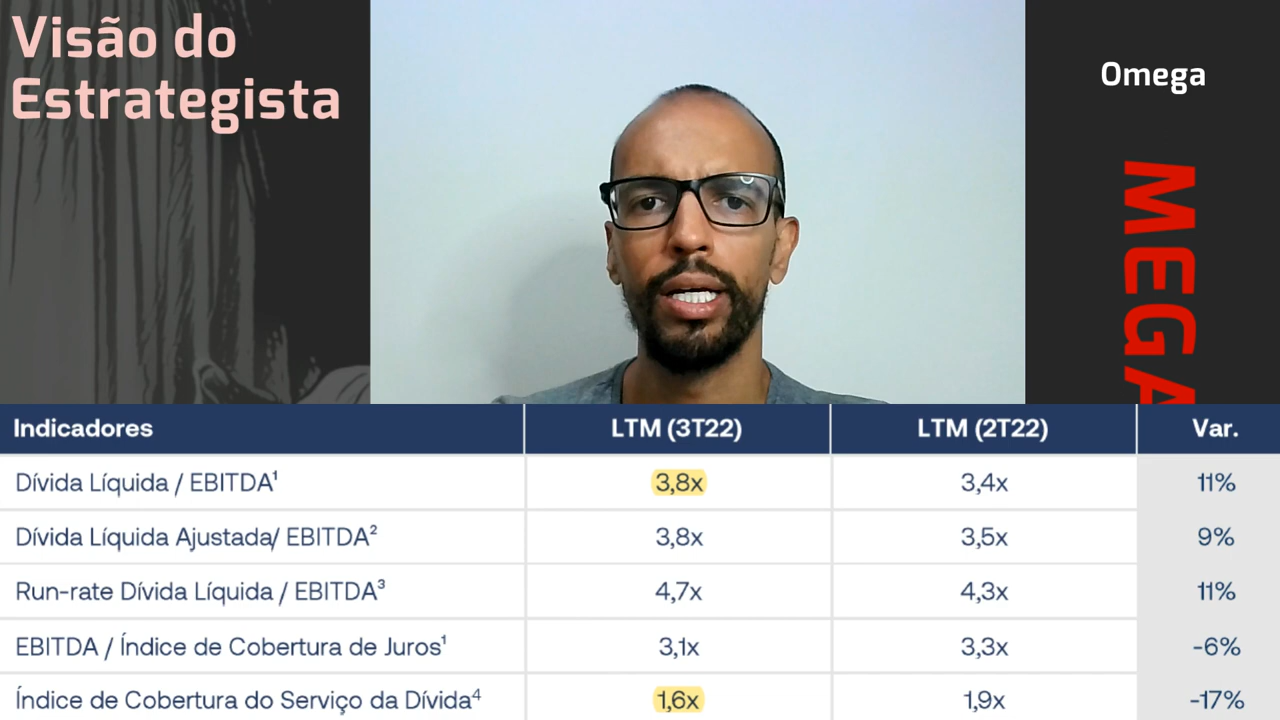 Visão do
Estrategista
Omega
MEGA
Indicadores LTM (3T22) LTM (2T22) Var.
Dívida Líquida / EBITDA¹ 3,8x 3,4x 11%
Dívida Líquida Ajustada/ EBITDA² 3,8x 3,5x 9%
Run-rate Dívida Líquida / EBITDA³ 4,7x 4,3x 11%
EBITDA / Índice de Cobertura de Juros¹ 3,1x 3,3x -6%
Índice de Cobertura do Serviço da Dívida⁴ 1,6x 1,9x -17%